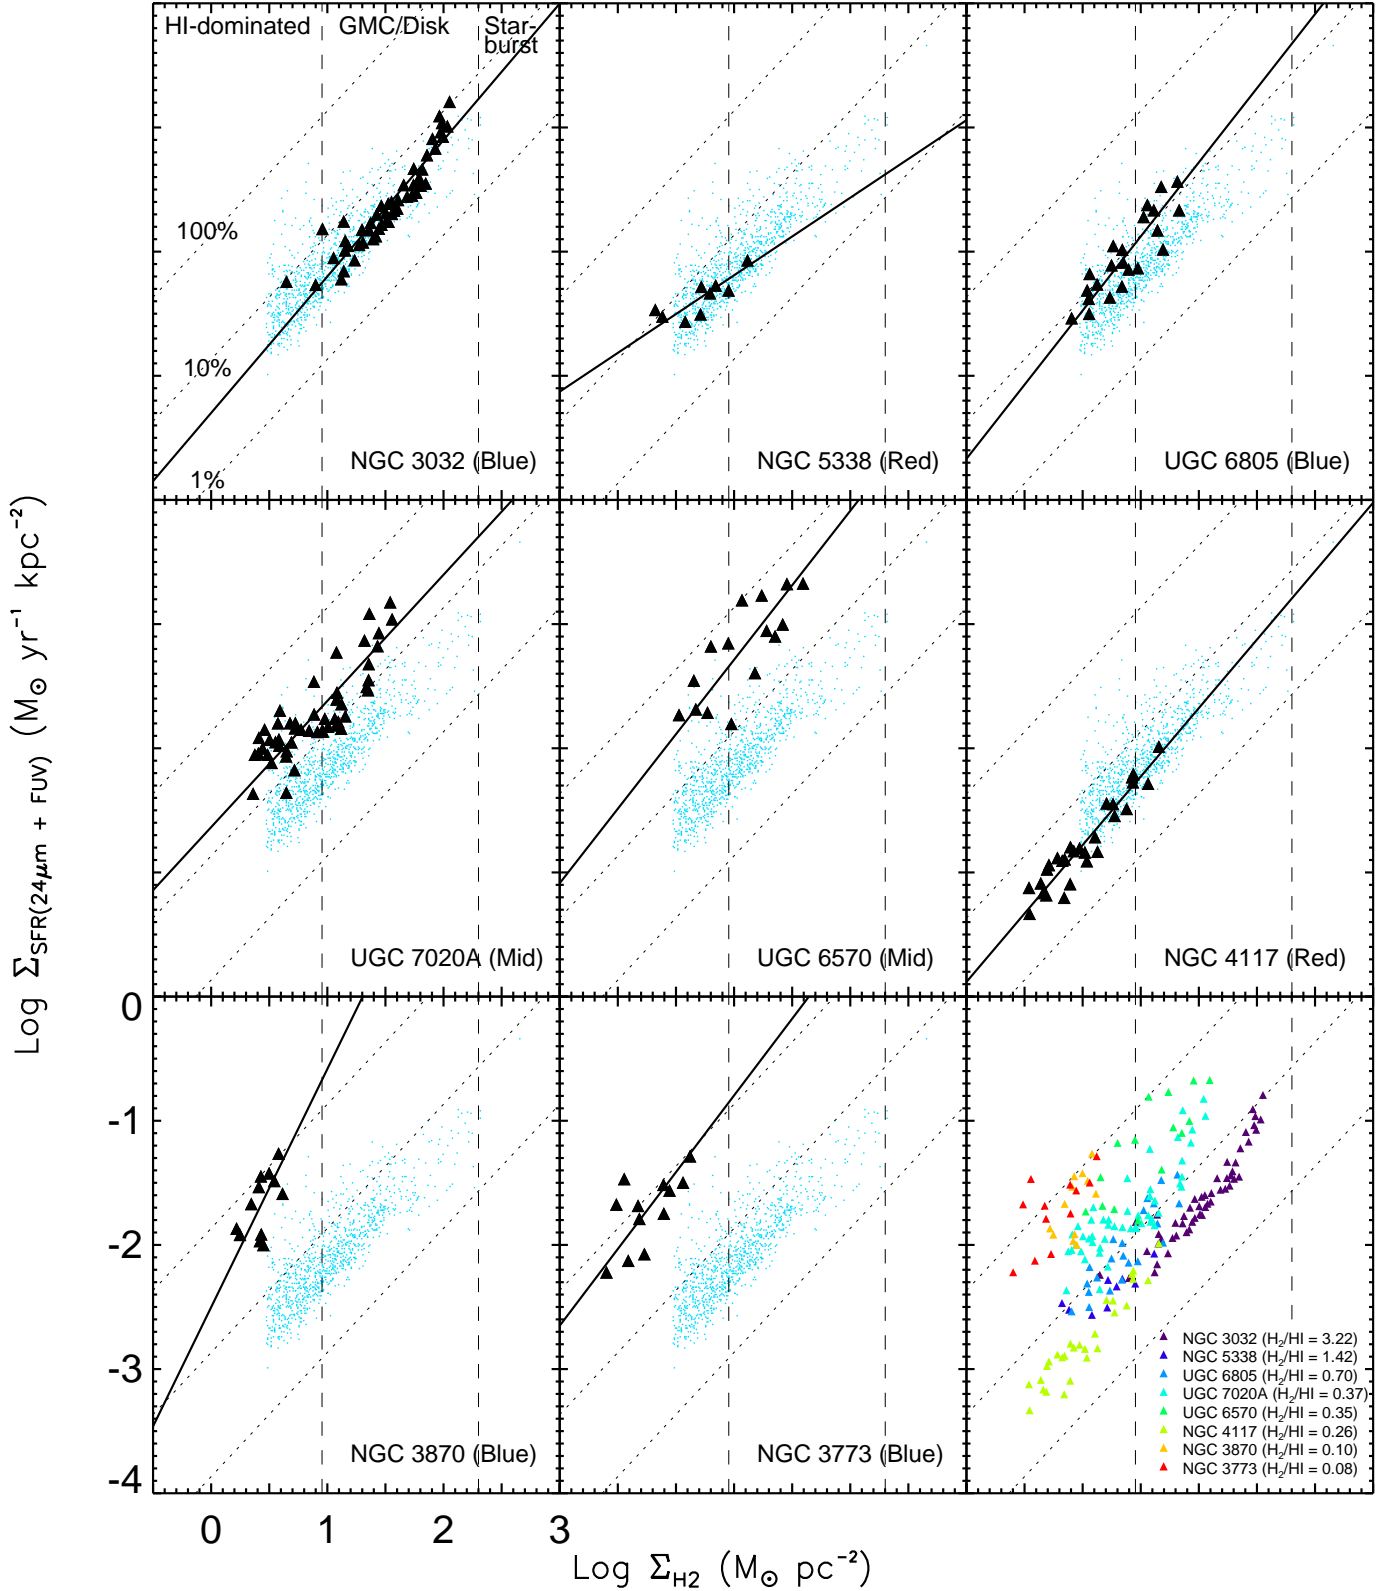 HI-dominated GMC/Disk Star-
burst
100%
10%
1%
NGC 3032 (Blue)
NGC 5338 (Red)
UGC 6805 (Blue)
UGC 7020A (Mid)
UGC 6570 (Mid)
NGC 4117 (Red)
Log Σ_SFR(24μm + FUV) (M⊙ yr⁻¹ kpc⁻²)
0
-1
-2
-3
-4
NGC 3870 (Blue)
NGC 3773 (Blue)
NGC 3032 (H₂/HI = 3.22)
NGC 5338 (H₂/HI = 1.42)
UGC 6805 (H₂/HI = 0.70)
UGC 7020A (H₂/HI = 0.37)
UGC 6570 (H₂/HI = 0.35)
NGC 4117 (H₂/HI = 0.26)
NGC 3870 (H₂/HI = 0.10)
NGC 3773 (H₂/HI = 0.08)
0 1 2 3
Log Σ_H2 (M⊙ pc⁻²)